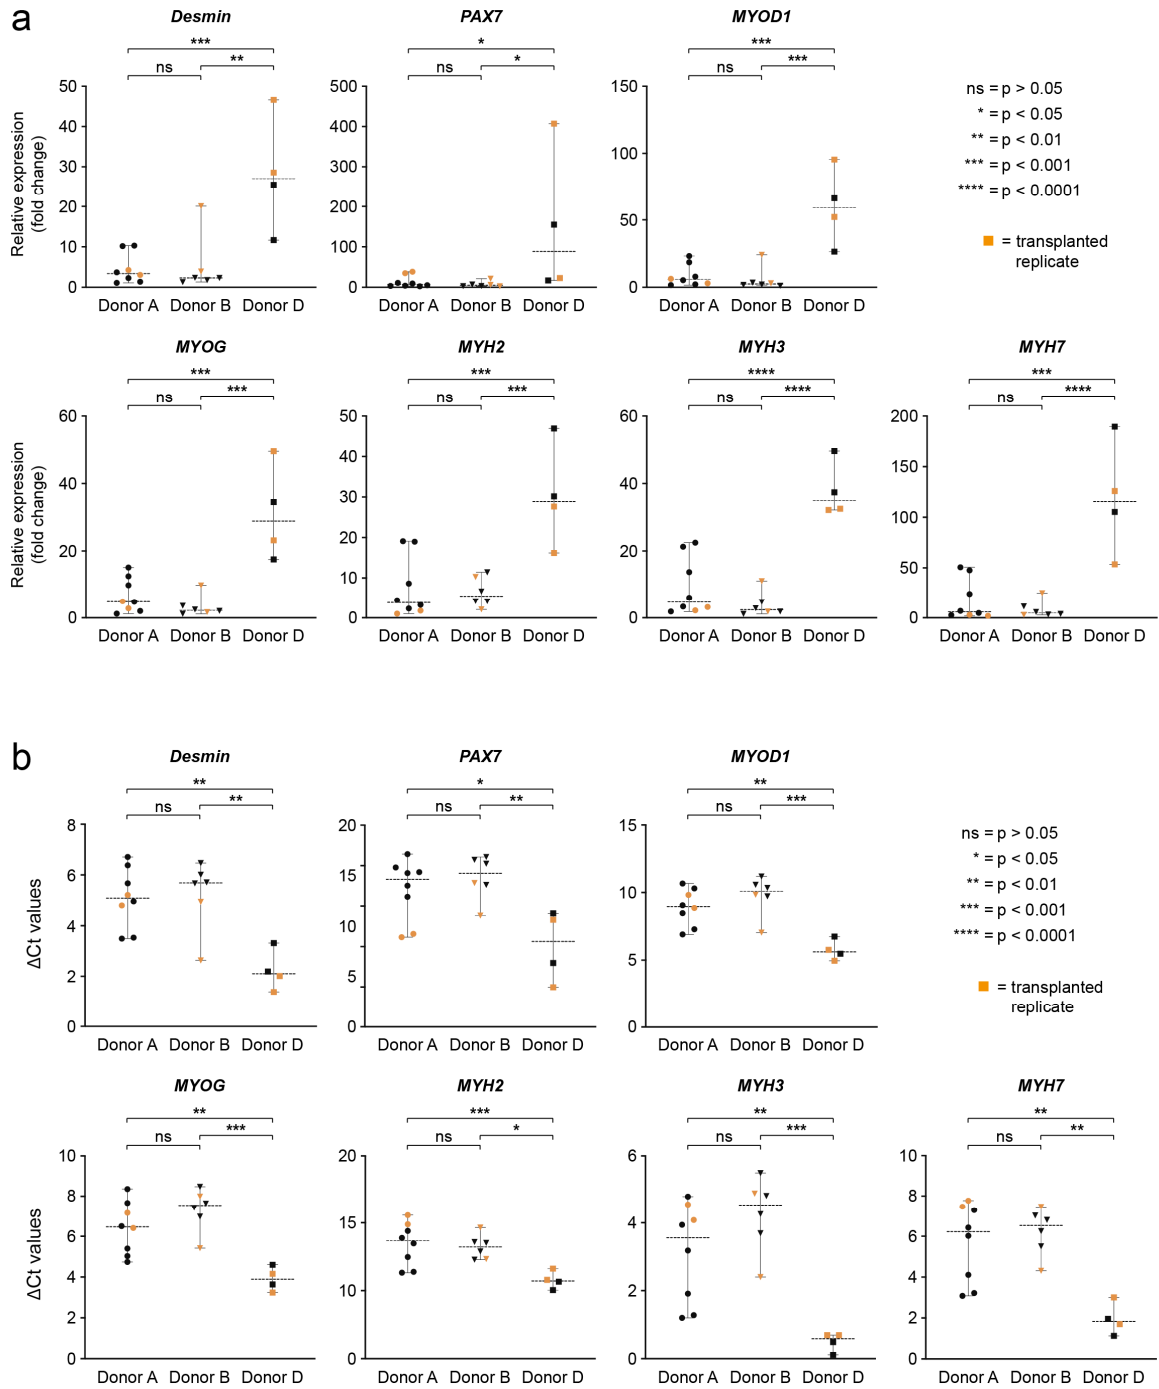 a
Desmin
PAX7
MYOD1
*** ** ns
* * ns
*** *** ns
Relative expression
(fold change)
50
40
30
20
10
0
Donor A Donor B Donor D
500
400
300
200
100
0
Donor A Donor B Donor D
150
100
50
0
Donor A Donor B Donor D
ns = p > 0.05
* = p < 0.05
** = p < 0.01
*** = p < 0.001
**** = p < 0.0001
= transplanted
replicate
MYOG
MYH2
MYH3
MYH7
*** *** ns
*** *** ns
**** **** ns
*** **** ns
Relative expression
(fold change)
60
40
20
0
Donor A Donor B Donor D
50
40
30
20
10
0
Donor A Donor B Donor D
60
40
20
0
Donor A Donor B Donor D
200
150
100
50
0
Donor A Donor B Donor D
b
Desmin
PAX7
MYOD1
** ** ns
* ** ns
** *** ns
ΔCt values
8
6
4
2
0
Donor A Donor B Donor D
20
15
10
5
0
Donor A Donor B Donor D
15
10
5
0
Donor A Donor B Donor D
ns = p > 0.05
* = p < 0.05
** = p < 0.01
*** = p < 0.001
**** = p < 0.0001
= transplanted
replicate
MYOG
MYH2
MYH3
MYH7
** *** ns
*** * ns
** *** ns
** ** ns
ΔCt values
10
8
6
4
2
0
Donor A Donor B Donor D
20
15
10
0
Donor A Donor B Donor D
6
4
2
0
Donor A Donor B Donor D
10
8
6
4
2
0
Donor A Donor B Donor D